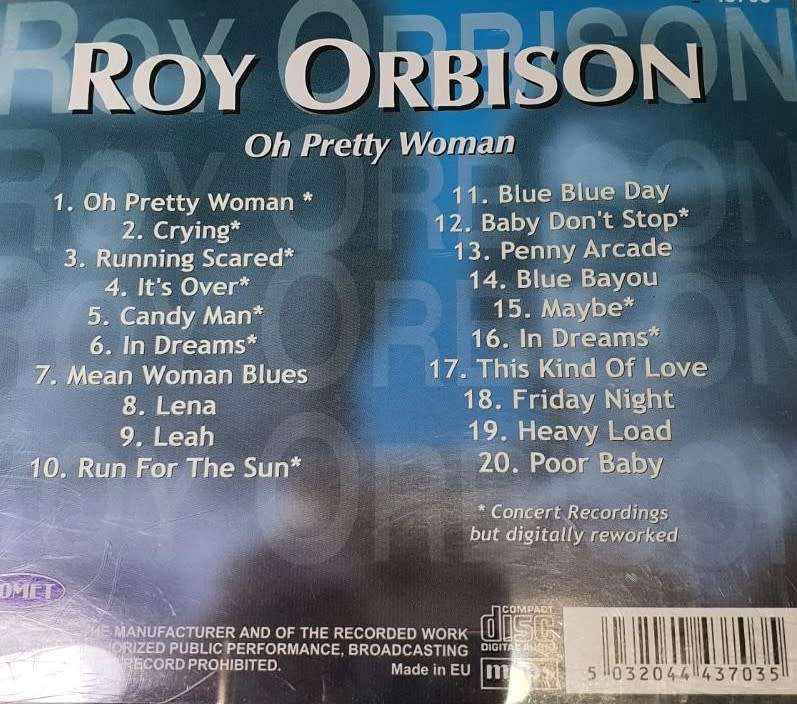 ROY ORBISON
Oh Pretty Woman
1. Oh Pretty Woman *
2. Crying*
3. Running Scared*
4. It's Over*
5. Candy Man*
6. In Dreams*
7. Mean Woman Blues
8. Lena
9. Leah
10. Run For The Sun*
11. Blue Blue Day
12. Baby Don't Stop*
13. Penny Arcade
14. Blue Bayou
15. Maybe*
16. In Dreams*
17. This Kind Of Love
18. Friday Night
19. Heavy Load
20. Poor Baby
* Concert Recordings
but digitally reworked
MANUFACTURER AND OF THE RECORDED WORK
PUBLIC PERFORMANCE, BROADCASTING
RECORD PROHIBITED.
Made in EU
COMPACT
disc
DIGITAL AUDIO
5 032044 437035